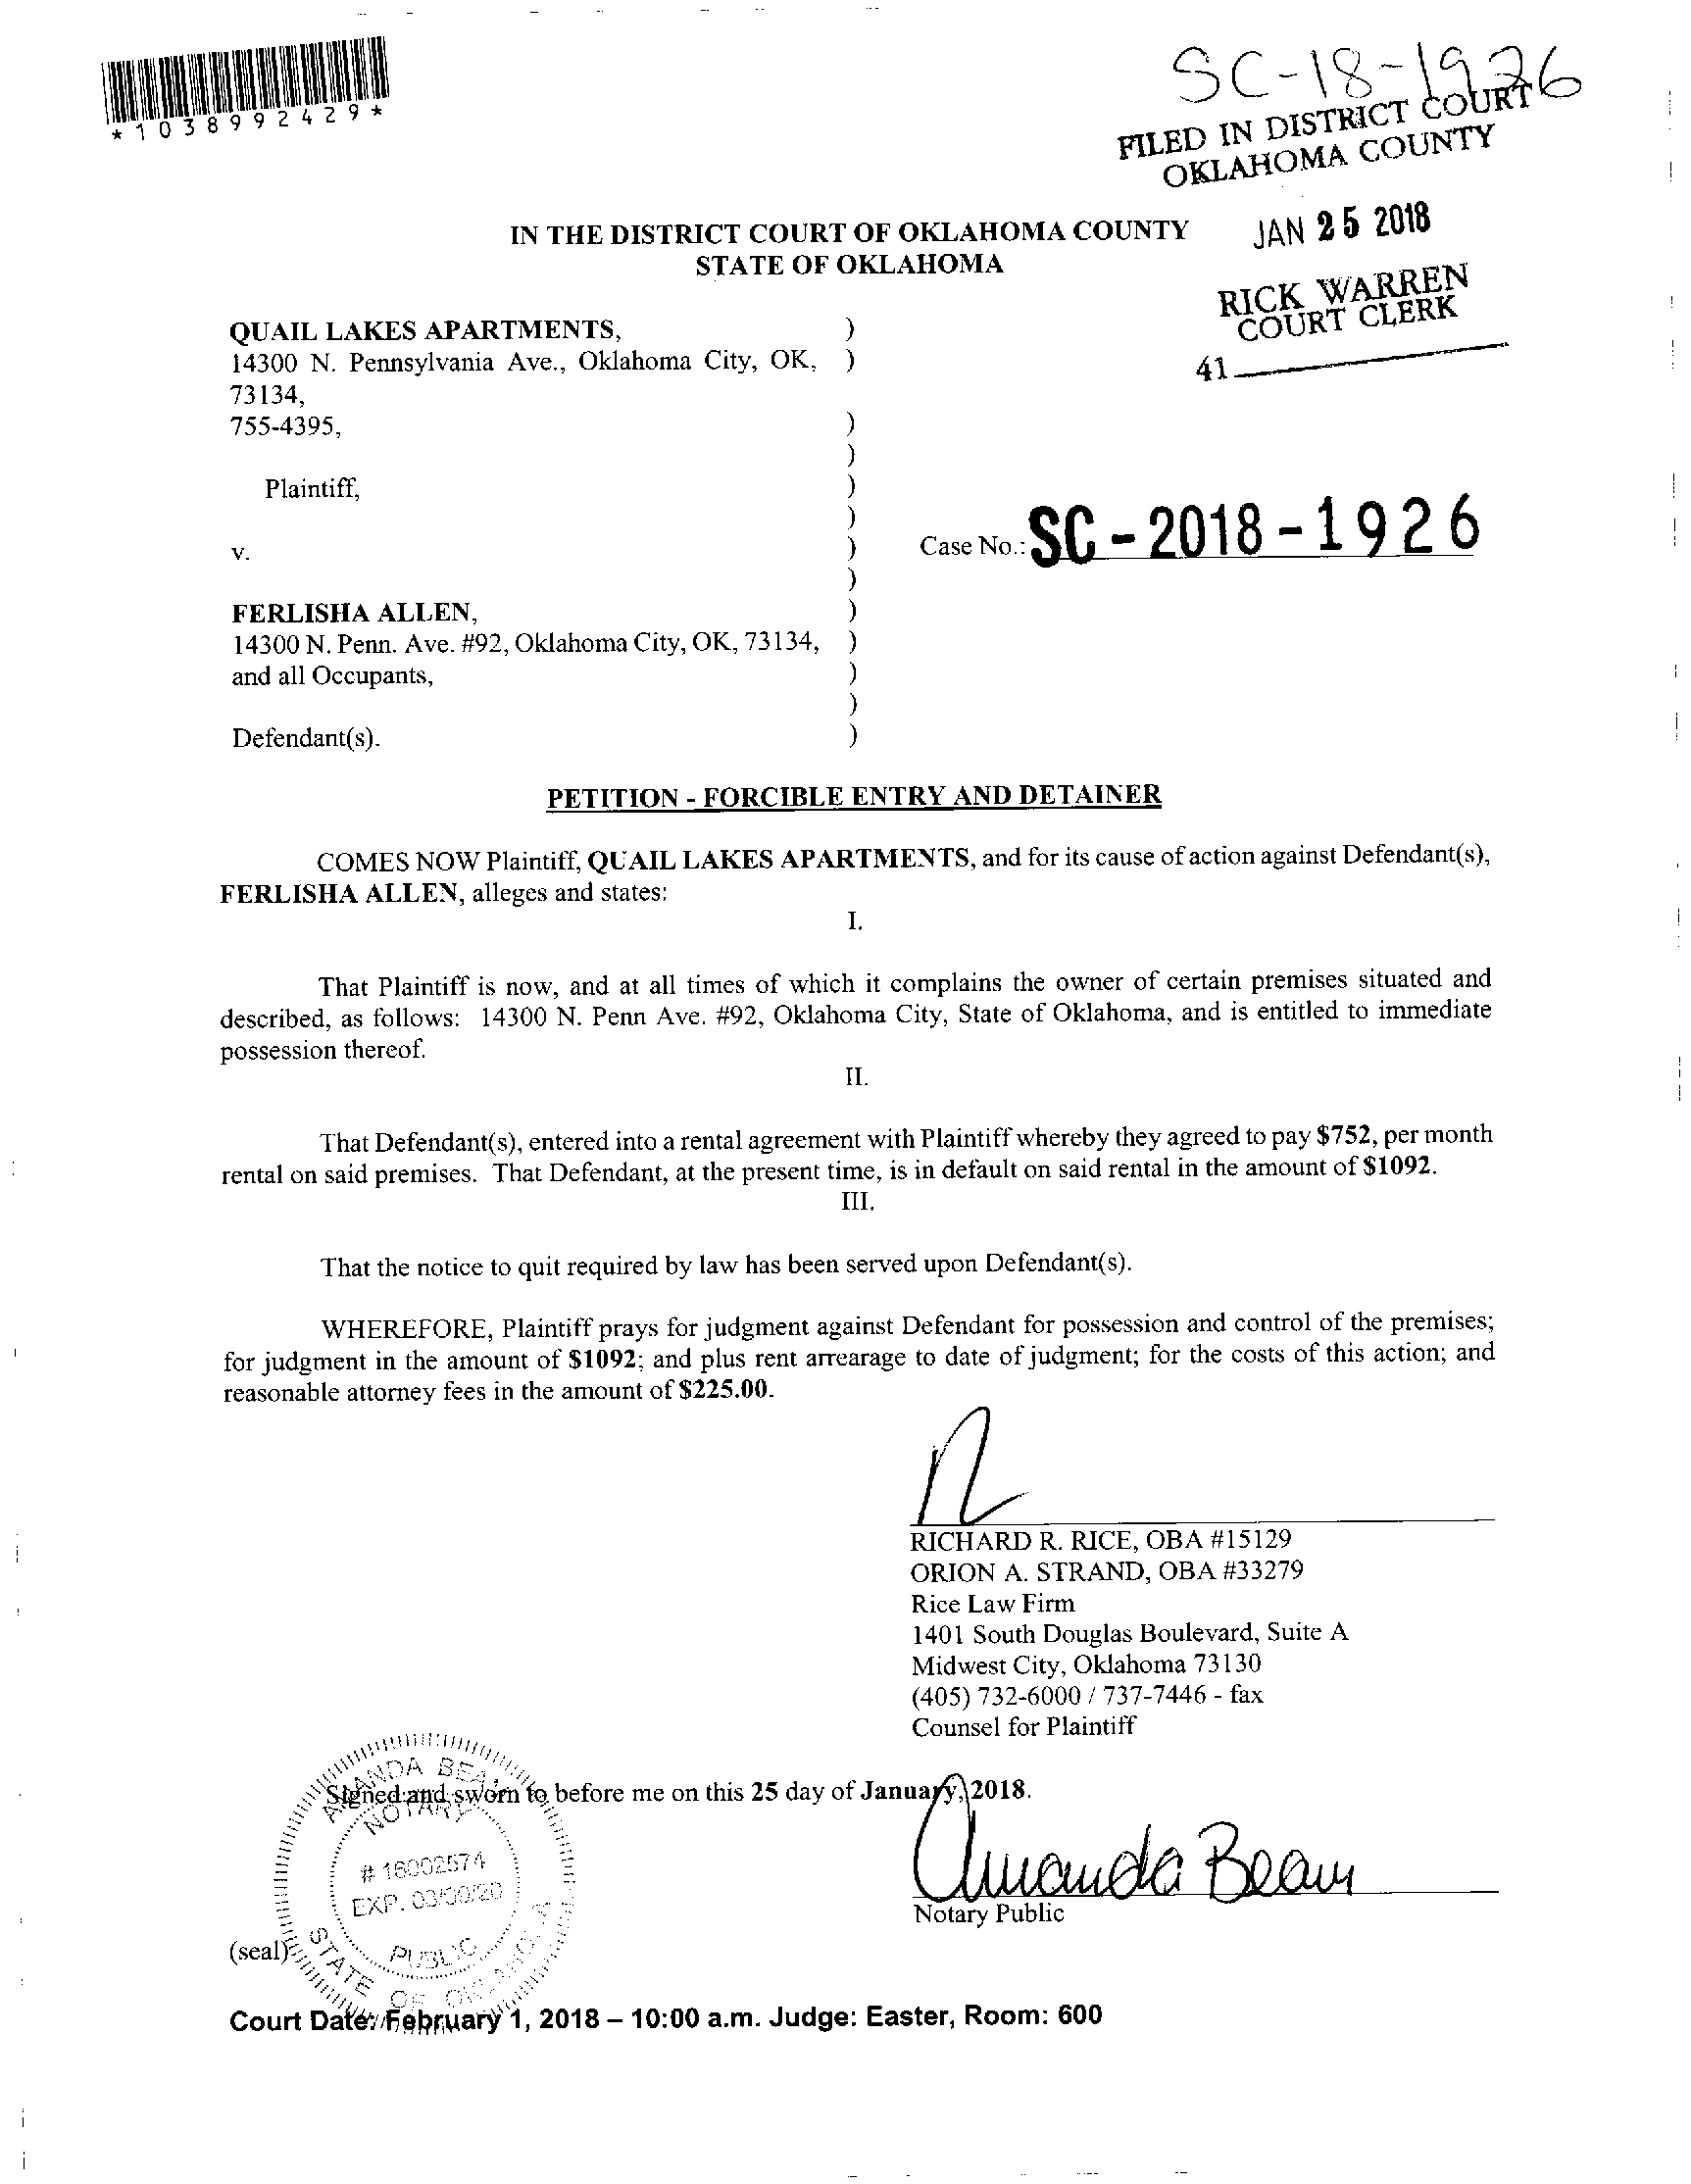 *1038992429*
SC-18-1926
FILED IN DISTRICT COURT
OKLAHOMA COUNTY
JAN 25 2018
RICK WARREN
COURT CLERK
41
IN THE DISTRICT COURT OF OKLAHOMA COUNTY
STATE OF OKLAHOMA
QUAIL LAKES APARTMENTS, )
14300 N. Pennsylvania Ave., Oklahoma City, OK, )
73134,
755-4395, )
)
Plaintiff, )
)
v. )
)
FERLISHA ALLEN, )
14300 N. Penn. Ave. #92, Oklahoma City, OK, 73134, )
and all Occupants, )
)
Defendant(s). )
Case No.: SC-2018-1926
PETITION - FORCIBLE ENTRY AND DETAINER
COMES NOW Plaintiff, QUAIL LAKES APARTMENTS, and for its cause of action against Defendant(s),
FERLISHA ALLEN, alleges and states:
I.
That Plaintiff is now, and at all times of which it complains the owner of certain premises situated and
described, as follows: 14300 N. Penn Ave. #92, Oklahoma City, State of Oklahoma, and is entitled to immediate
possession thereof.
II.
That Defendant(s), entered into a rental agreement with Plaintiff whereby they agreed to pay $752, per month
rental on said premises. That Defendant, at the present time, is in default on said rental in the amount of $1092.
III.
That the notice to quit required by law has been served upon Defendant(s).
WHEREFORE, Plaintiff prays for judgment against Defendant for possession and control of the premises;
for judgment in the amount of $1092; and plus rent arrearage to date of judgment; for the costs of this action; and
reasonable attorney fees in the amount of $225.00.
RICHARD R. RICE, OBA #15129
ORION A. STRAND, OBA #33279
Rice Law Firm
1401 South Douglas Boulevard, Suite A
Midwest City, Oklahoma 73130
(405) 732-6000 / 737-7446 - fax
Counsel for Plaintiff
Signed and sworn to before me on this 25 day of January, 2018.
Amanda Beam
Notary Public
NOTARY
# 16002574
EXP.
PUBLIC
STATE OF
(seal)
Court Date: February 1, 2018 – 10:00 a.m. Judge: Easter, Room: 600